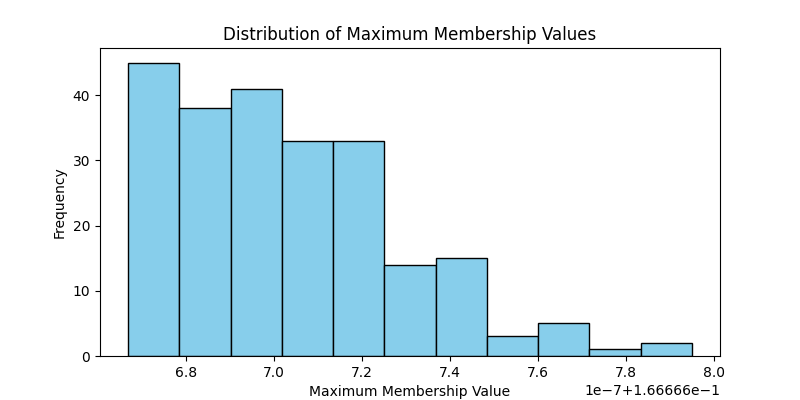 Distribution of Maximum Membership Values
Frequency
40
30
20
10
0
6.8 7.0 7.2 7.4 7.6 7.8 8.0
Maximum Membership Value
1e−7+1.66666e−1